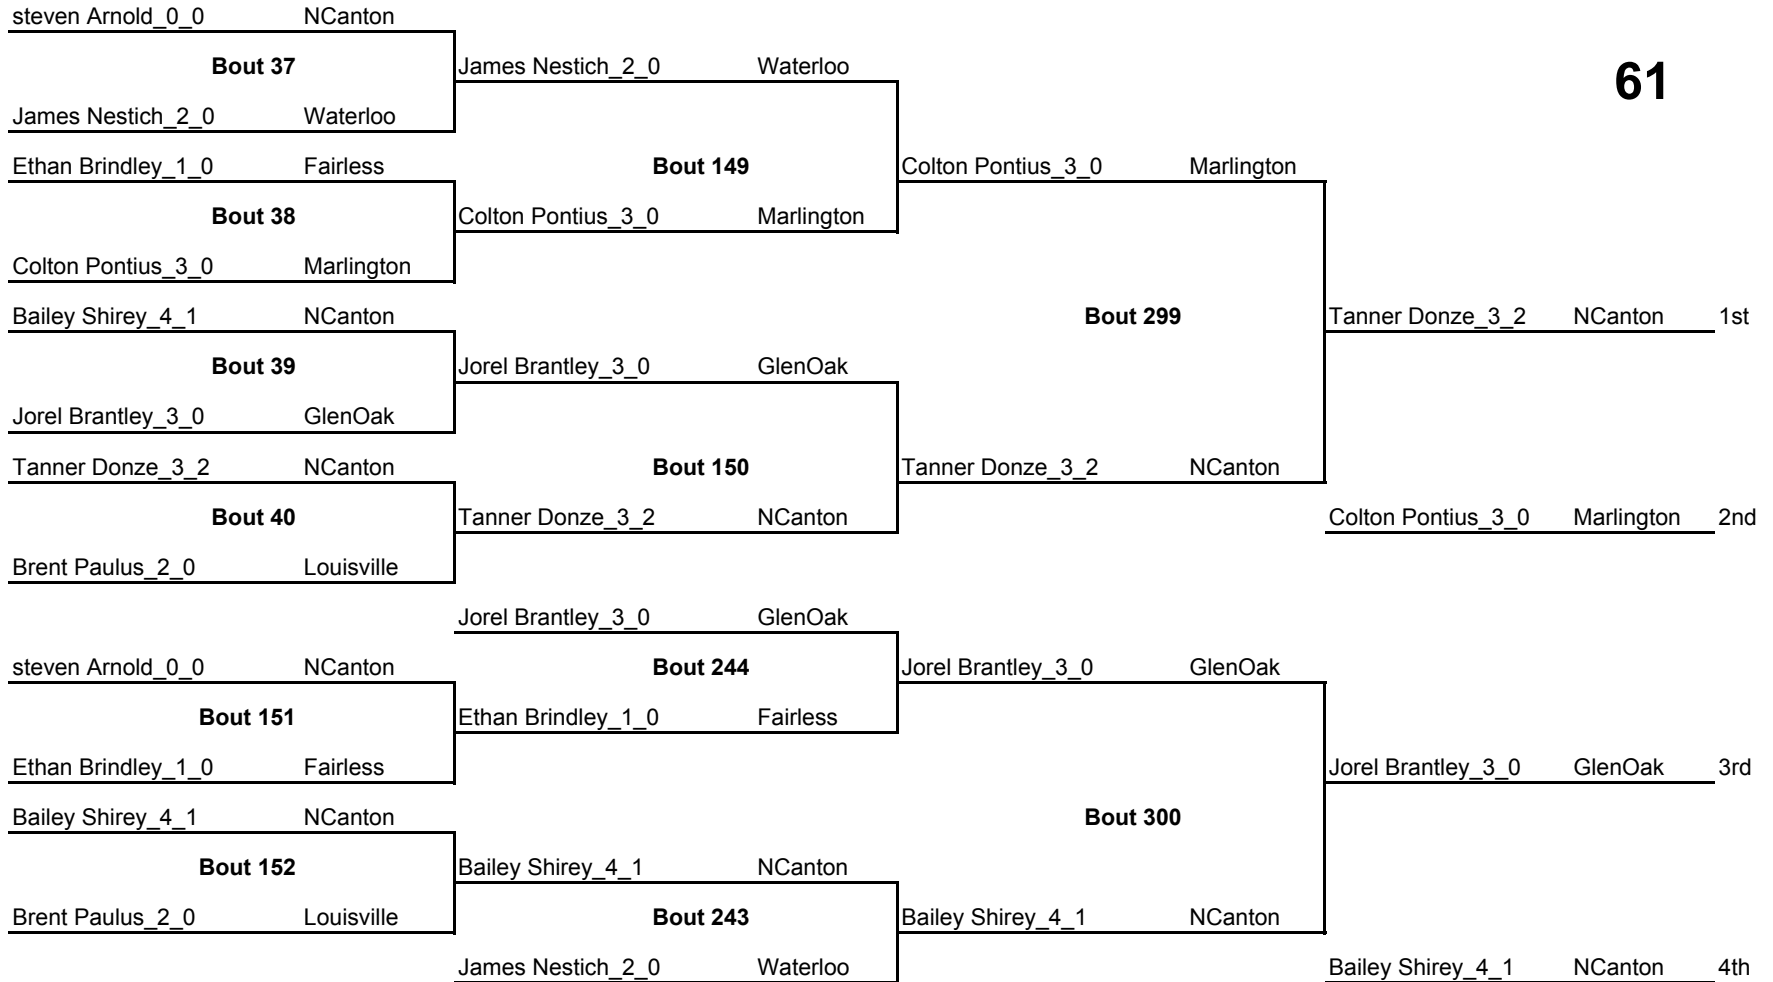 steven Arnold_0_0 NCanton
Bout 37 James Nestich_2_0 Waterloo 61
James Nestich_2_0 Waterloo
Ethan Brindley_1_0 Fairless Bout 149 Colton Pontius_3_0 Marlington
Bout 38 Colton Pontius_3_0 Marlington
Colton Pontius_3_0 Marlington
Bailey Shirey_4_1 NCanton Bout 299 Tanner Donze_3_2 NCanton 1st
Bout 39 Jorel Brantley_3_0 GlenOak
Jorel Brantley_3_0 GlenOak
Tanner Donze_3_2 NCanton Bout 150 Tanner Donze_3_2 NCanton
Bout 40 Tanner Donze_3_2 NCanton Colton Pontius_3_0 Marlington 2nd
Brent Paulus_2_0 Louisville
Jorel Brantley_3_0 GlenOak
steven Arnold_0_0 NCanton Bout 244 Jorel Brantley_3_0 GlenOak
Bout 151 Ethan Brindley_1_0 Fairless
Ethan Brindley_1_0 Fairless Jorel Brantley_3_0 GlenOak 3rd
Bailey Shirey_4_1 NCanton Bout 300
Bout 152 Bailey Shirey_4_1 NCanton
Brent Paulus_2_0 Louisville Bout 243 Bailey Shirey_4_1 NCanton
James Nestich_2_0 Waterloo Bailey Shirey_4_1 NCanton 4th